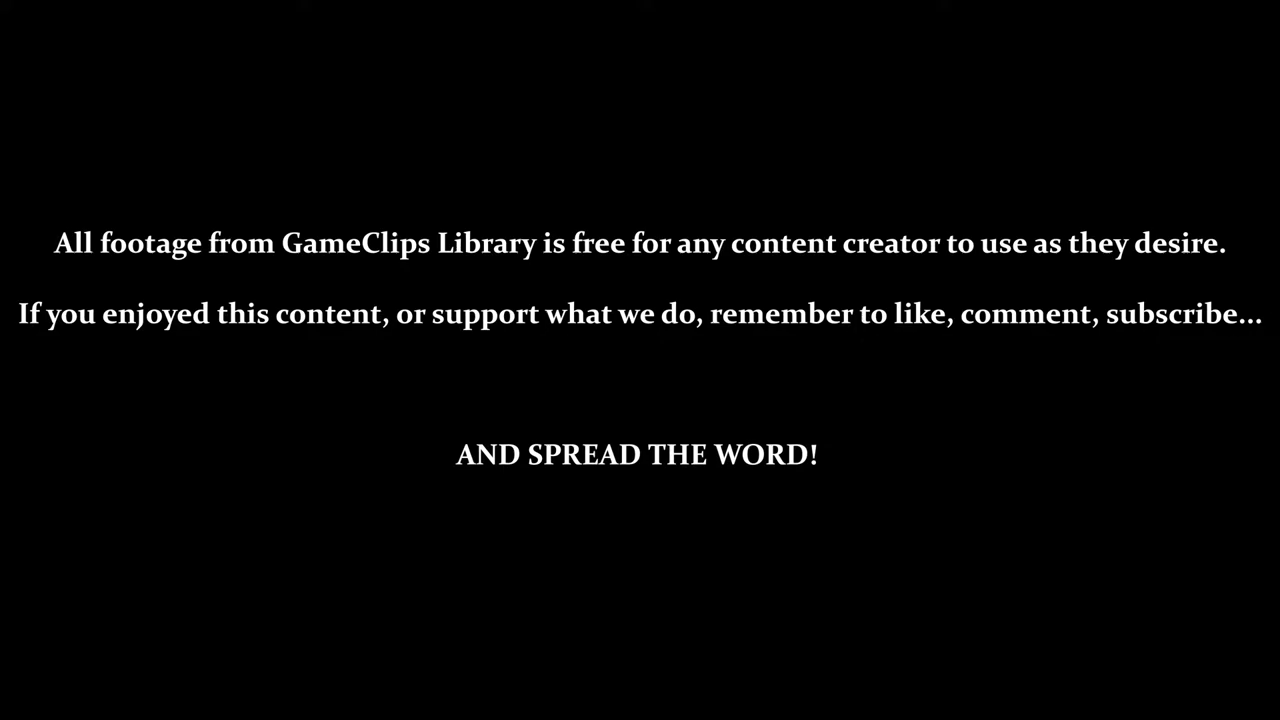 All footage from GameClips Library is free for any content creator to use as they desire.
If you enjoyed this content, or support what we do, remember to like, comment, subscribe...
AND SPREAD THE WORD!